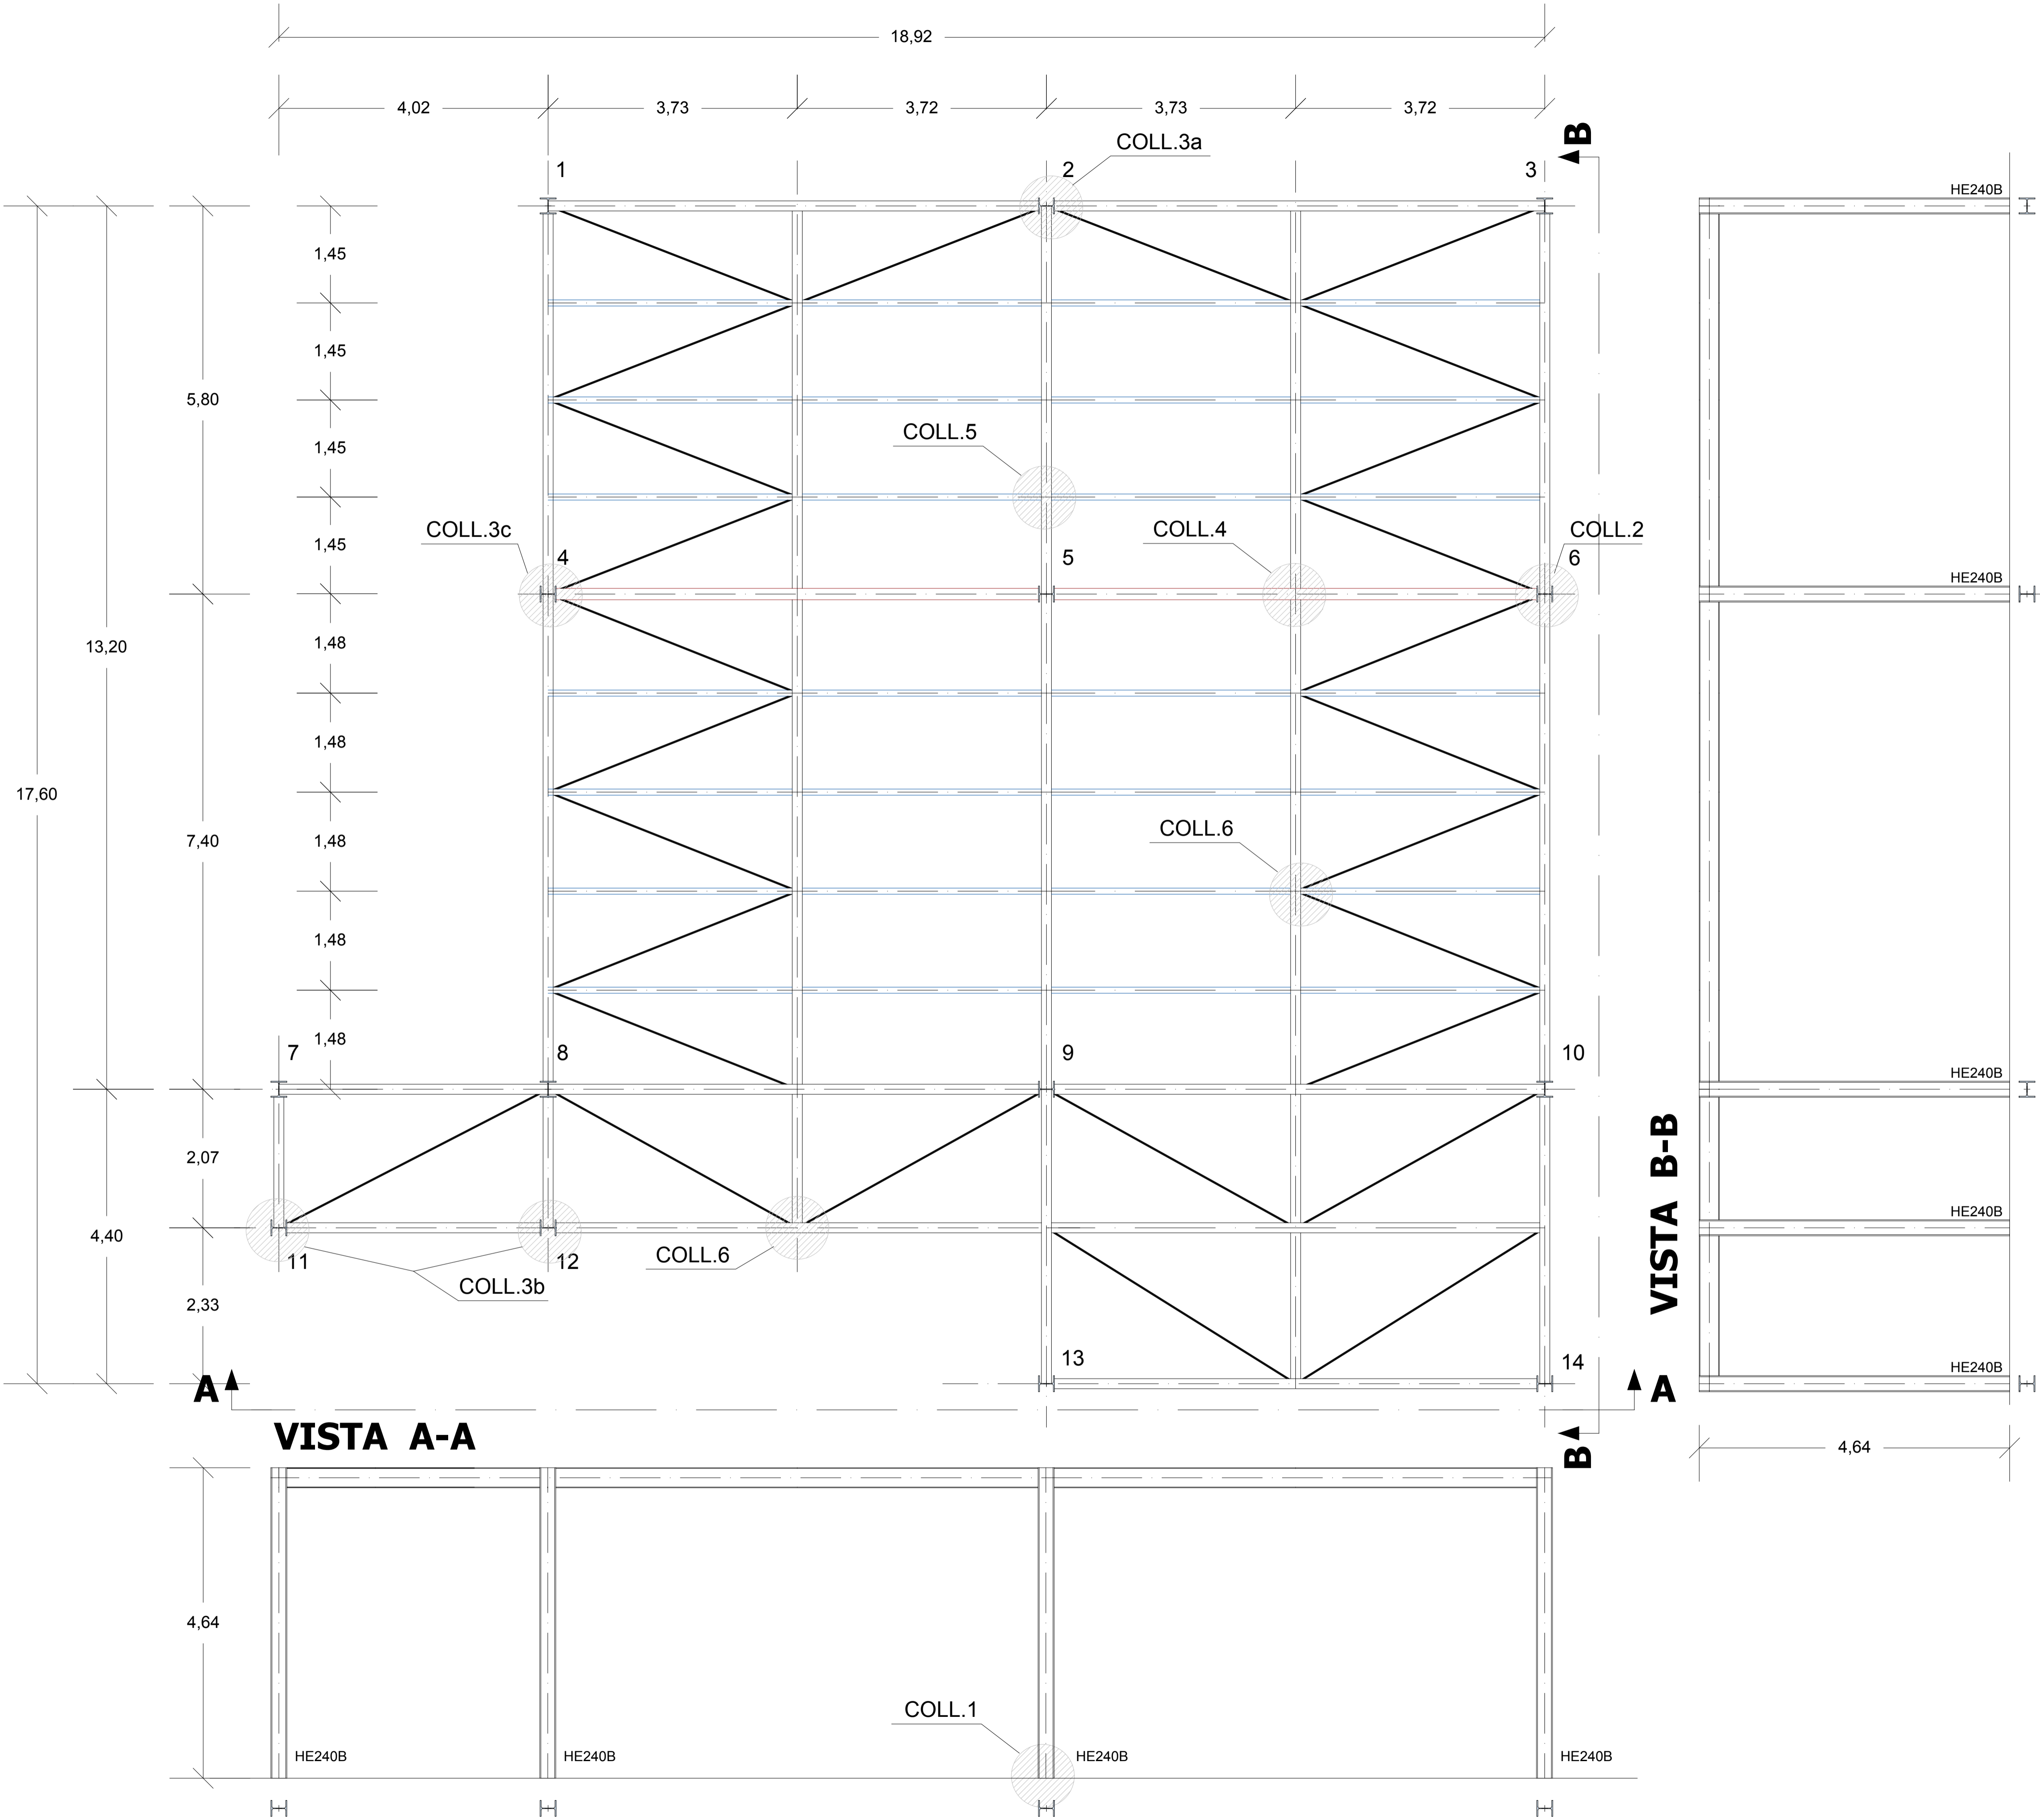 18,92
4,02 3,73 3,72 3,73 3,72
B
COLL.3a
1 2 3
HE240B
1,45
1,45
5,80
COLL.5
1,45
COLL.3c COLL.4 COLL.2
1,45
4 5 6
HE240B
13,20
1,48
1,48
17,60
7,40
1,48
COLL.6
1,48
1,48
7 8 9 10
HE240B
2,07
VISTA B-B
HE240B
4,40
11 12
COLL.6
COLL.3b
2,33
13 14
HE240B
A A
VISTA A-A
B
4,64
4,64
COLL.1
HE240B HE240B HE240B HE240B